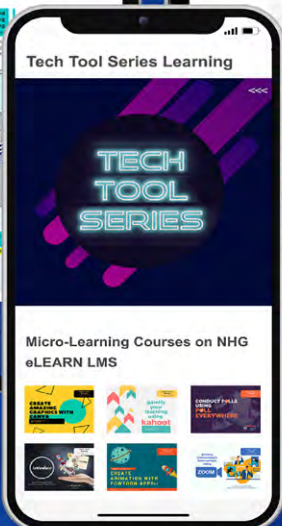 Tech Tool Series Learning
<<<
TECH
TOOL
SERIES
Micro-Learning Courses on NHG
eLEARN LMS
CREATE
AMAZING
GRAPHICS WITH
CANVA
gamify
your
learning
using
kahoot
CONDUCT POLLS
USING
POLL
EVERYWHERE
CREATE
ANIMATION WITH
POWTOON APPS!
ZOOM